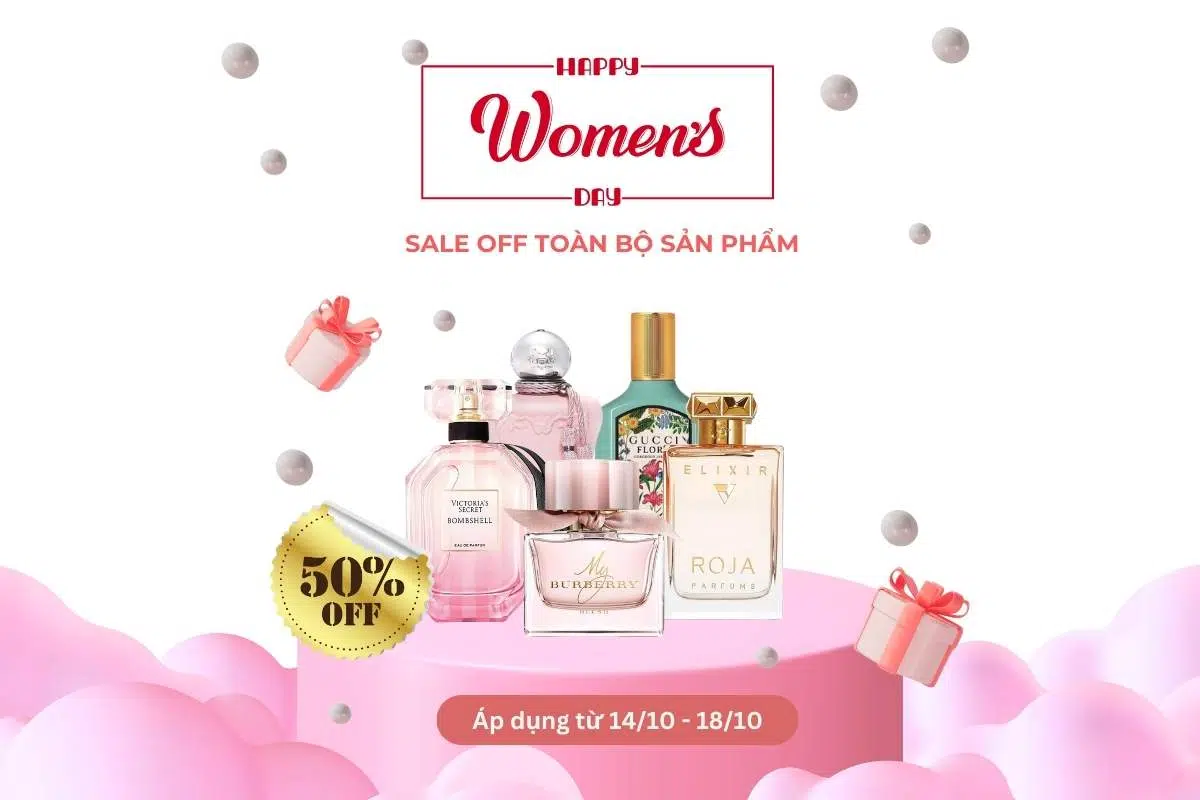 HAPPY
Women's
DAY
SALE OFF TOÀN BỘ SẢN PHẨM
GUCCI
FLOR
ELIXIR
VICTORIA'S
SECRET
BOMBSHELL
EAU DE PARFUM
50%
OFF
My
BURBERRY
BLUSH
ROJA
PARFUMS
Áp dụng từ 14/10 - 18/10